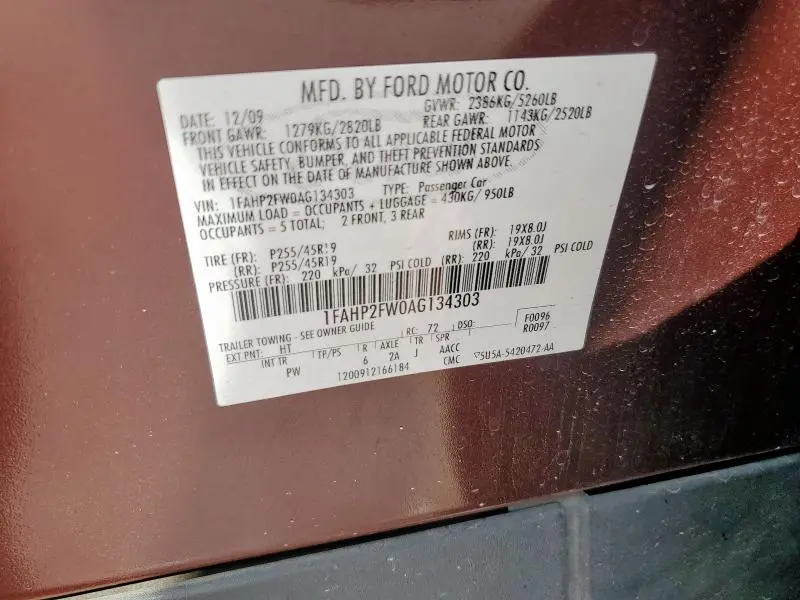 MFD. BY FORD MOTOR CO.
DATE: 12/09 GVWR: 2386KG/5260LB
FRONT GAWR: 1279KG/2820LB REAR GAWR: 1143KG/2520LB
THIS VEHICLE CONFORMS TO ALL APPLICABLE FEDERAL MOTOR
VEHICLE SAFETY, BUMPER, AND THEFT PREVENTION STANDARDS
IN EFFECT ON THE DATE OF MANUFACTURE SHOWN ABOVE.
VIN: 1FAHP2FW0AG134303 TYPE: Passenger Car
MAXIMUM LOAD = OCCUPANTS + LUGGAGE = 430KG/ 950LB
OCCUPANTS = 5 TOTAL; 2 FRONT, 3 REAR
TIRE (FR): P255/45R19 RIMS (FR): 19X8.0J
(RR): P255/45R19 (RR): 19X8.0J
PRESSURE (FR): 220 kPa/ 32 PSI COLD (RR): 220 kPa/ 32 PSI COLD
1FAHP2FW0AG134303
TRAILER TOWING - SEE OWNER GUIDE RC: 72 DSO: F0096
EXT PNT: HT R0097
INT TR TP/PS R AXLE TR SPR
PW 6 2A J AACC
1200912166184 CMC 5U5A-5420472-AA